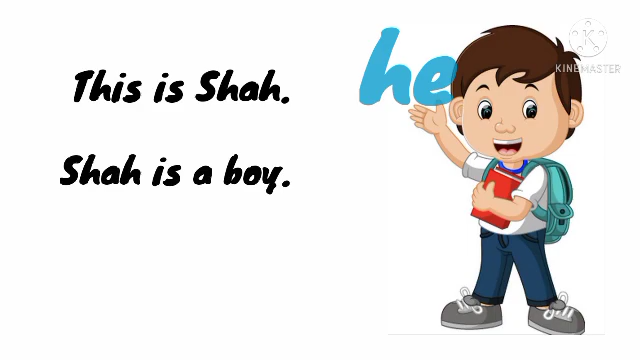 This is Shah.
he
Shah is a boy.
K
KINEMASTER